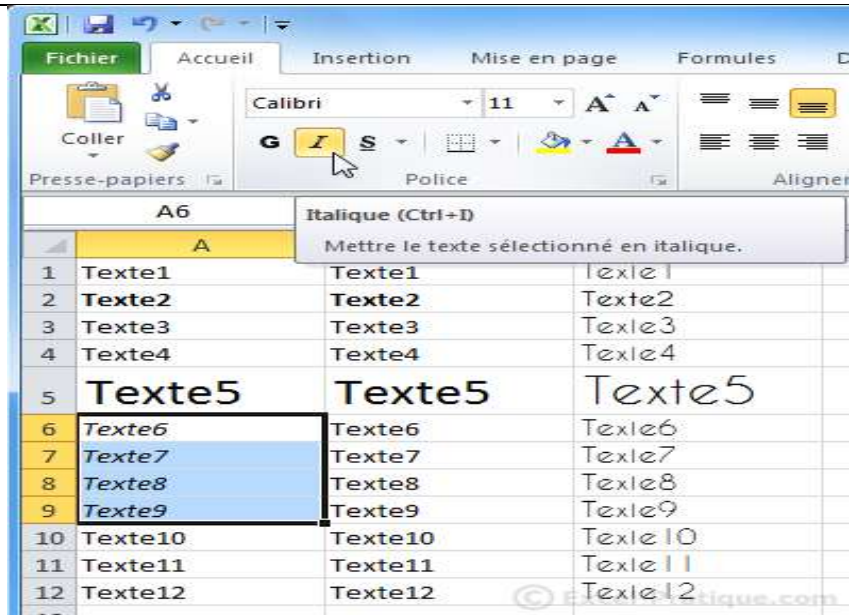 Fichier Accueil Insertion Mise en page Formules D
Calibri 11 A A
Coller
G I S A
Presse-papiers Police Aligner
A6
Italique (Ctrl+I)
Mettre le texte sélectionné en italique.
A
1 Texte1 Texte1 Texte1
2 Texte2 Texte2 Texte2
3 Texte3 Texte3 Texte3
4 Texte4 Texte4 Texte4
5 Texte5 Texte5 Texte5
6 Texte6 Texte6 Texte6
7 Texte7 Texte7 Texte7
8 Texte8 Texte8 Texte8
9 Texte9 Texte9 Texte9
10 Texte10 Texte10 Texte10
11 Texte11 Texte11 Texte11
12 Texte12 Texte12 Texte12